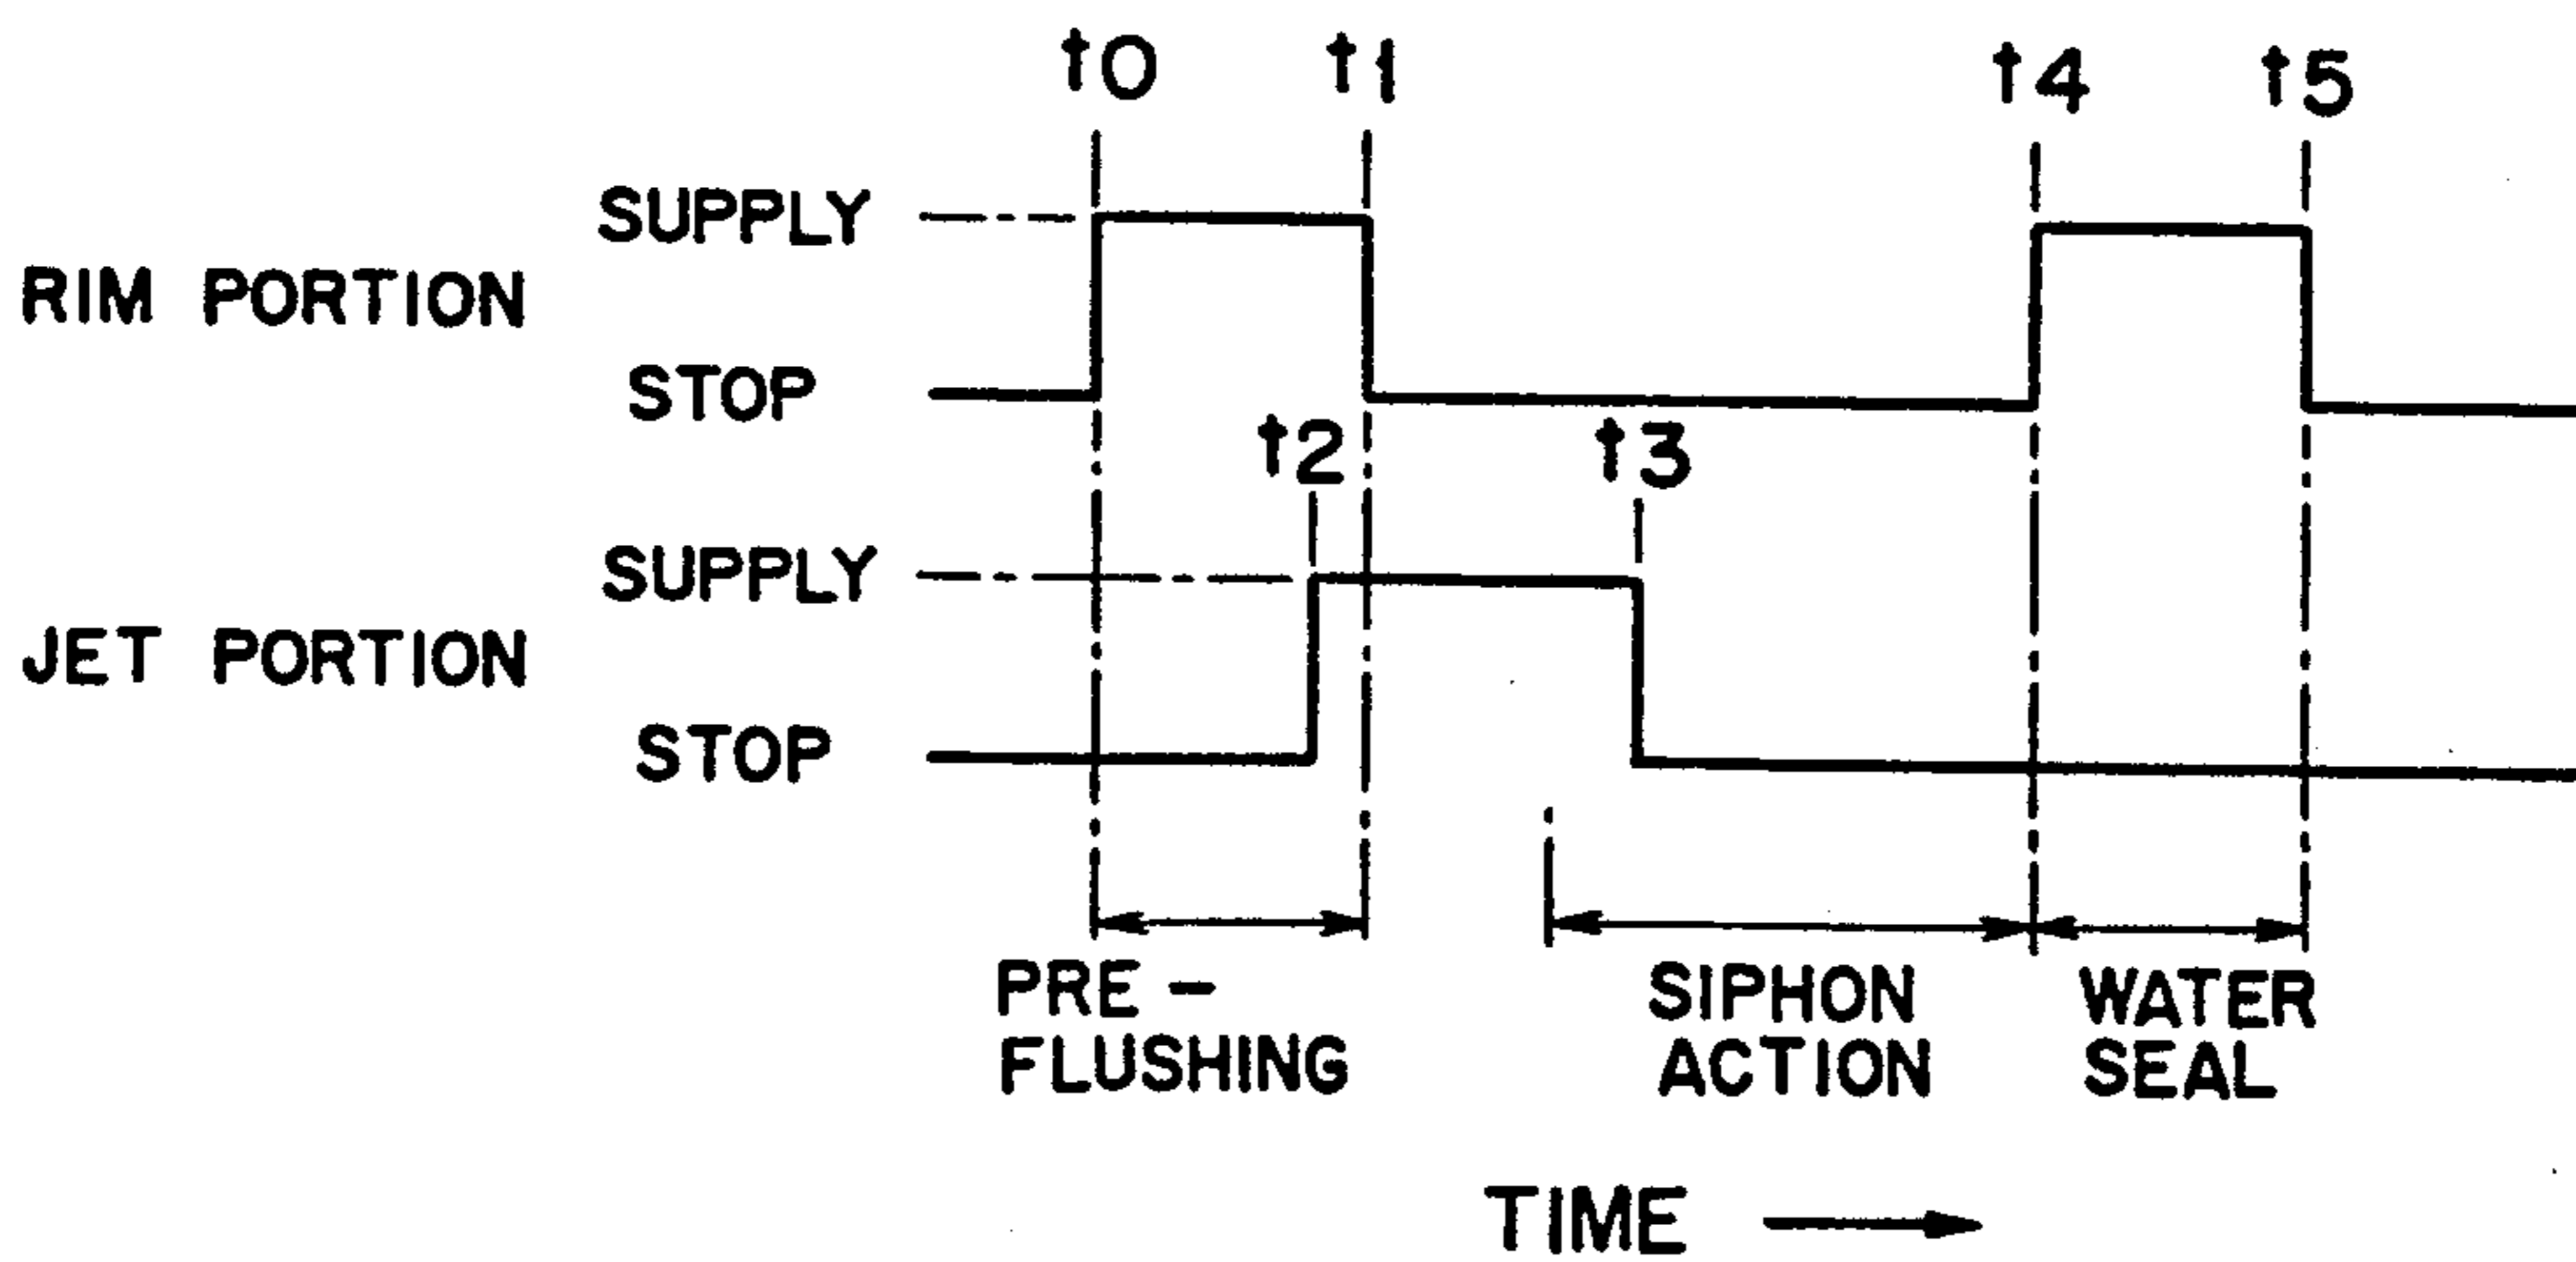 t0 t1 t4 t5
SUPPLY
RIM PORTION
STOP
t2 t3
SUPPLY
JET PORTION
STOP
PRE-
FLUSHING
SIPHON
ACTION
WATER
SEAL
TIME